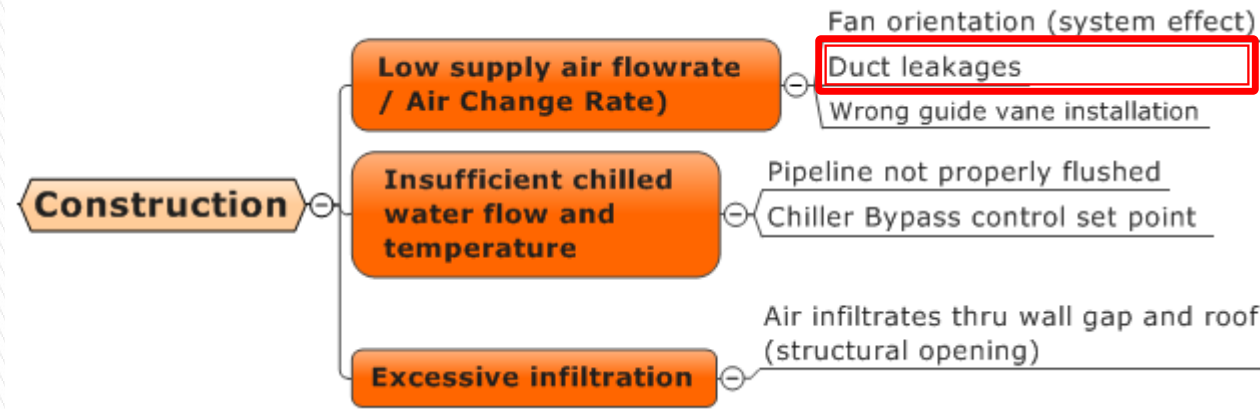 Construction
Low supply air flowrate
/ Air Change Rate)
Fan orientation (system effect)
Duct leakages
Wrong guide vane installation
Insufficient chilled
water flow and
temperature
Pipeline not properly flushed
Chiller Bypass control set point
Excessive infiltration
Air infiltrates thru wall gap and roof
(structural opening)